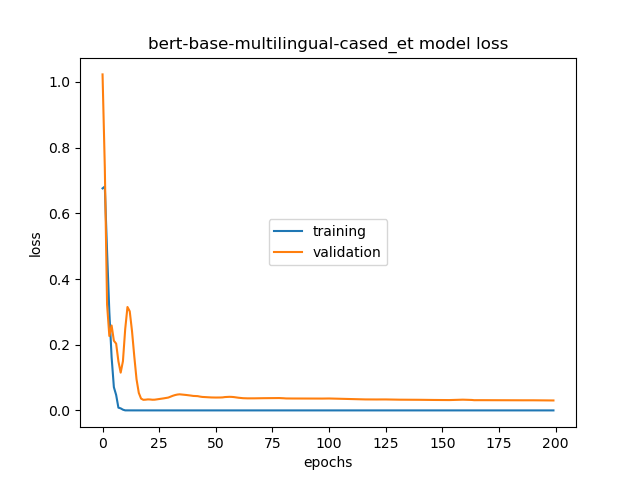 bert-base-multilingual-cased_et model loss
1.0
0.8
0.6
0.4
0.2
0.0
loss
training
validation
0 25 50 75 100 125 150 175 200
epochs